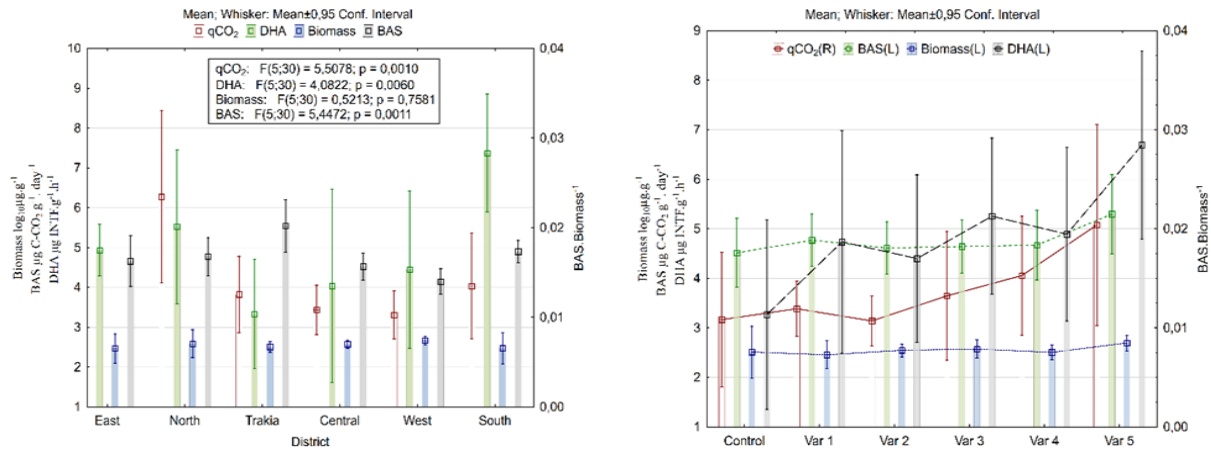 Mean; Whisker: Mean±0,95 Conf. Interval
qCO₂ DHA Biomass BAS
qCO₂: F(5;30) = 5,5078; p = 0,0010
DHA: F(5;30) = 4,0822; p = 0,0060
Biomass: F(5;30) = 0,5213; p = 0,7581
BAS: F(5;30) = 5,4472; p = 0,0011
10
9
8
7
6
5
4
3
2
1
Biomass log₁₀µg.g⁻¹
BAS µg C-CO₂ g⁻¹. day⁻¹
DHA µg INTF.g⁻¹.h⁻¹
0,04
0,03
0,02
0,01
0,00
BAS.Biomass⁻¹
East North Trakia Central West South
District
Mean; Whisker: Mean±0,95 Conf. Interval
qCO₂(R) BAS(L) Biomass(L) DHA(L)
9
8
7
6
5
4
3
2
1
Biomass log₁₀µg.g⁻¹
BAS µg C-CO₂ g⁻¹. day⁻¹
DHA µg INTF.g⁻¹.h⁻¹
0,04
0,03
0,02
0,01
0,00
BAS.Biomass⁻¹
Control Var 1 Var 2 Var 3 Var 4 Var 5